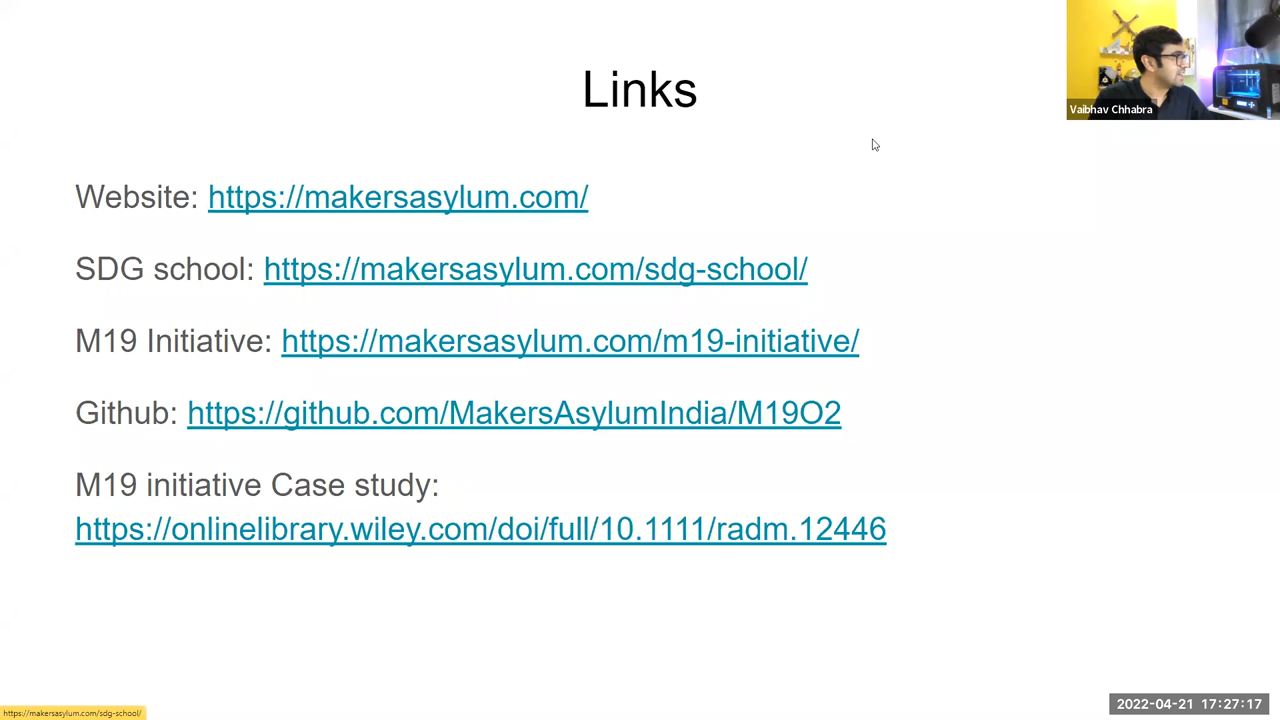 Links
Vaibhav Chhabra
Website: https://makersasylum.com/
SDG school: https://makersasylum.com/sdg-school/
M19 Initiative: https://makersasylum.com/m19-initiative/
Github: https://github.com/MakersAsylumIndia/M19O2
M19 initiative Case study:
https://onlinelibrary.wiley.com/doi/full/10.1111/radm.12446
https://makersasylum.com/sdg-school/
2022-04-21 17:27:17